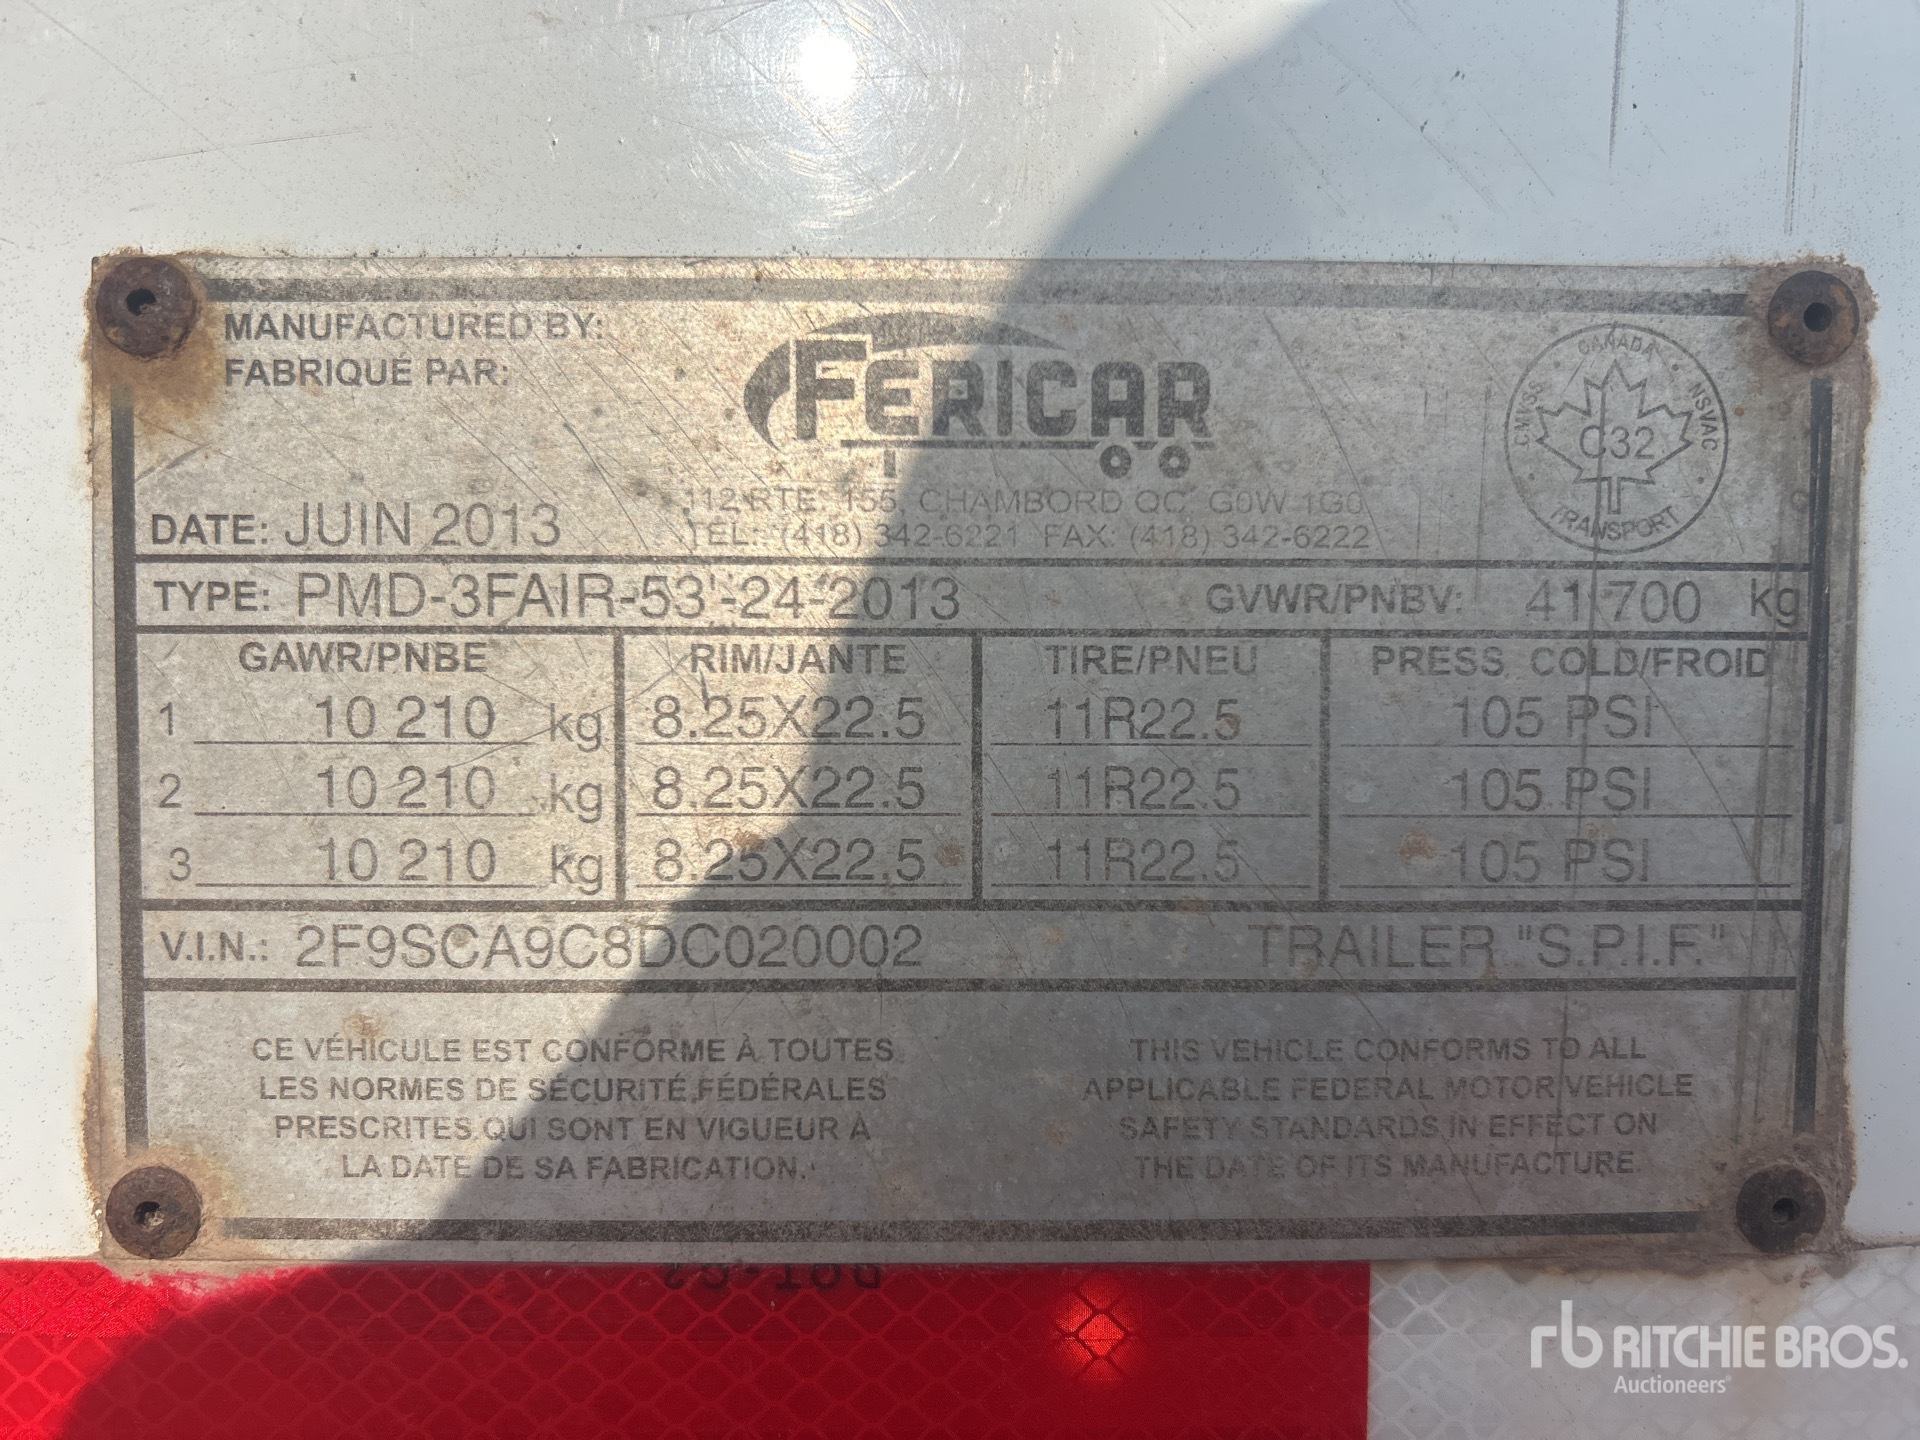 MANUFACTURED BY:
FABRIQUÉ PAR:
FERICAR
CANADA
CMVSS NSVAC
C32
TRANSPORT
112 RTE. 155, CHAMBORD QC, G0W 1G0
TÉL.: (418) 342-6221 FAX: (418) 342-6222
DATE: JUIN 2013
TYPE: PMD-3FAIR-53'-24-2013 GVWR/PNBV: 41 700 kg
GAWR/PNBE RIM/JANTE TIRE/PNEU PRESS. COLD/FROID
1 10 210 kg 8.25X22.5 11R22.5 105 PSI
2 10 210 kg 8.25X22.5 11R22.5 105 PSI
3 10 210 kg 8.25X22.5 11R22.5 105 PSI
V.I.N.: 2F9SCA9C8DC020002 TRAILER "S.P.I.F."
CE VÉHICULE EST CONFORME À TOUTES
LES NORMES DE SÉCURITÉ FÉDÉRALES
PRESCRITES QUI SONT EN VIGUEUR À
LA DATE DE SA FABRICATION.
THIS VEHICLE CONFORMS TO ALL
APPLICABLE FEDERAL MOTOR VEHICLE
SAFETY STANDARDS IN EFFECT ON
THE DATE OF ITS MANUFACTURE.
rb RITCHIE BROS.
Auctioneers